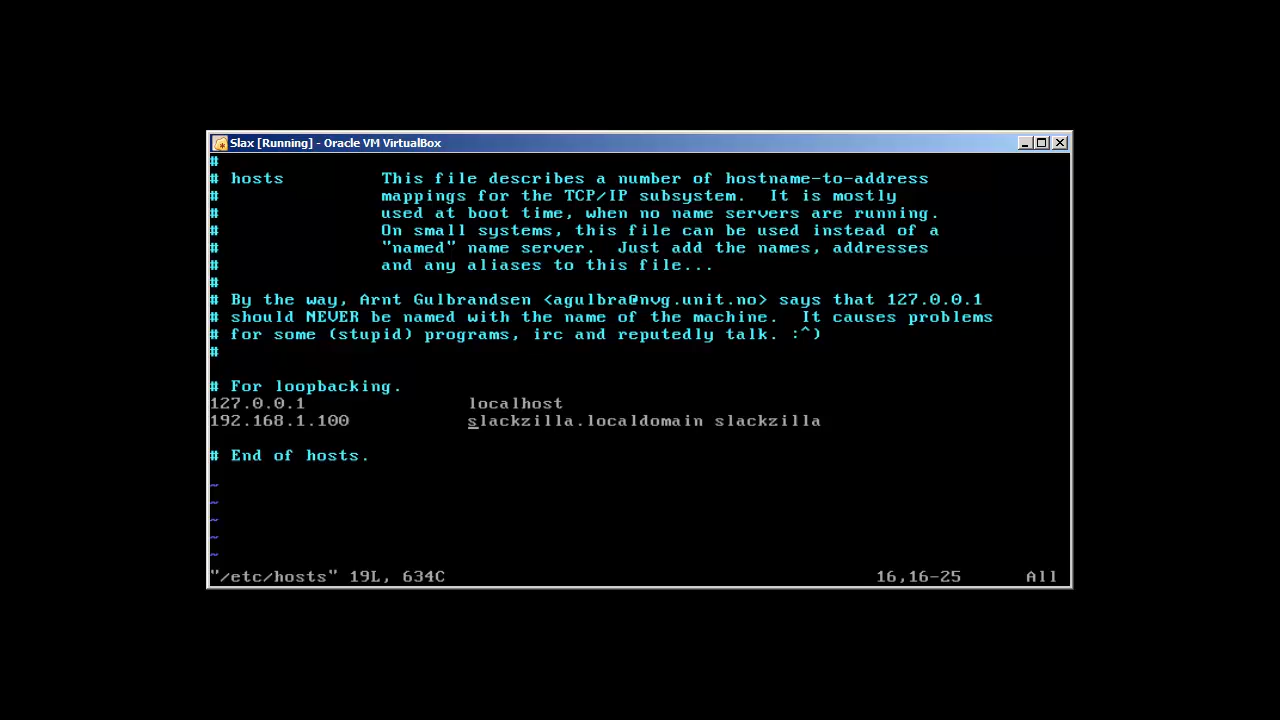 Slax [Running] - Oracle VM VirtualBox
#
# hosts This file describes a number of hostname-to-address
# mappings for the TCP/IP subsystem. It is mostly
# used at boot time, when no name servers are running.
# On small systems, this file can be used instead of a
# "named" name server. Just add the names, addresses
# and any aliases to this file...
#
# By the way, Arnt Gulbrandsen <agulbra@nvg.unit.no> says that 127.0.0.1
# should NEVER be named with the name of the machine. It causes problems
# for some (stupid) programs, irc and reputedly talk. :^)
#
# For loopbacking.
127.0.0.1 localhost
192.168.1.100 slackzilla.localdomain slackzilla
# End of hosts.
~
~
~
~
~
"/etc/hosts" 19L, 634C 16,16-25 All